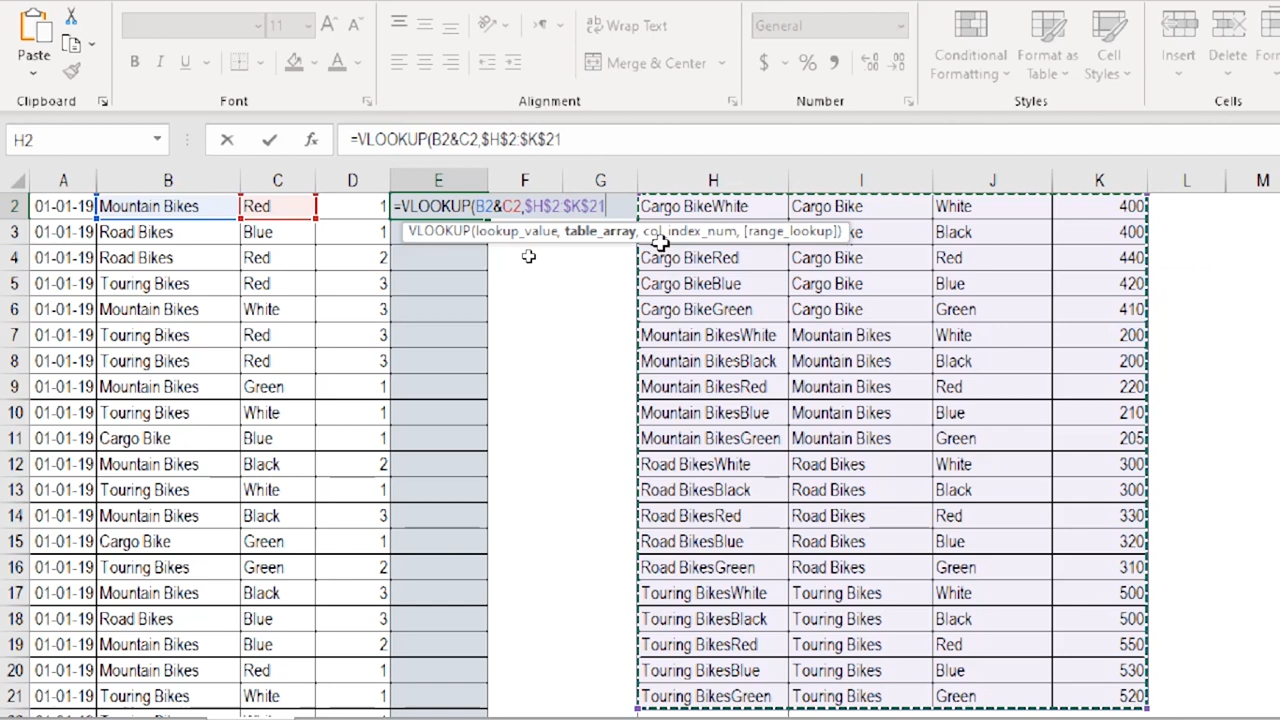 11
Wrap Text
General
Paste
B I U
Merge & Center
$ % 9
Conditional Formatting
Format as Table
Cell Styles
Insert
Delete
Clipboard
Font
Alignment
Number
Styles
Cells
H2
fx
=VLOOKUP(B2&C2,$H$2:$K$21
A B C D E F G H I J K L M
2 01-01-19 Mountain Bikes Red 1 =VLOOKUP(B2&C2,$H$2:$K$21 Cargo BikeWhite Cargo Bike White 400
VLOOKUP(lookup_value, table_array, col_index_num, [range_lookup])
3 01-01-19 Road Bikes Blue 1 ke Black 400
4 01-01-19 Road Bikes Red 2 Cargo BikeRed Cargo Bike Red 440
5 01-01-19 Touring Bikes Red 3 Cargo BikeBlue Cargo Bike Blue 420
6 01-01-19 Mountain Bikes White 3 Cargo BikeGreen Cargo Bike Green 410
7 01-01-19 Touring Bikes Red 3 Mountain BikesWhite Mountain Bikes White 200
8 01-01-19 Touring Bikes Red 3 Mountain BikesBlack Mountain Bikes Black 200
9 01-01-19 Mountain Bikes Green 1 Mountain BikesRed Mountain Bikes Red 220
10 01-01-19 Touring Bikes White 1 Mountain BikesBlue Mountain Bikes Blue 210
11 01-01-19 Cargo Bike Blue 1 Mountain BikesGreen Mountain Bikes Green 205
12 01-01-19 Mountain Bikes Black 2 Road BikesWhite Road Bikes White 300
13 01-01-19 Touring Bikes White 1 Road BikesBlack Road Bikes Black 300
14 01-01-19 Mountain Bikes Black 3 Road BikesRed Road Bikes Red 330
15 01-01-19 Cargo Bike Green 1 Road BikesBlue Road Bikes Blue 320
16 01-01-19 Touring Bikes Green 2 Road BikesGreen Road Bikes Green 310
17 01-01-19 Mountain Bikes Black 3 Touring BikesWhite Touring Bikes White 500
18 01-01-19 Road Bikes Blue 3 Touring BikesBlack Touring Bikes Black 500
19 01-01-19 Mountain Bikes Blue 2 Touring BikesRed Touring Bikes Red 550
20 01-01-19 Mountain Bikes Red 1 Touring BikesBlue Touring Bikes Blue 530
21 01-01-19 Touring Bikes White 1 Touring BikesGreen Touring Bikes Green 520